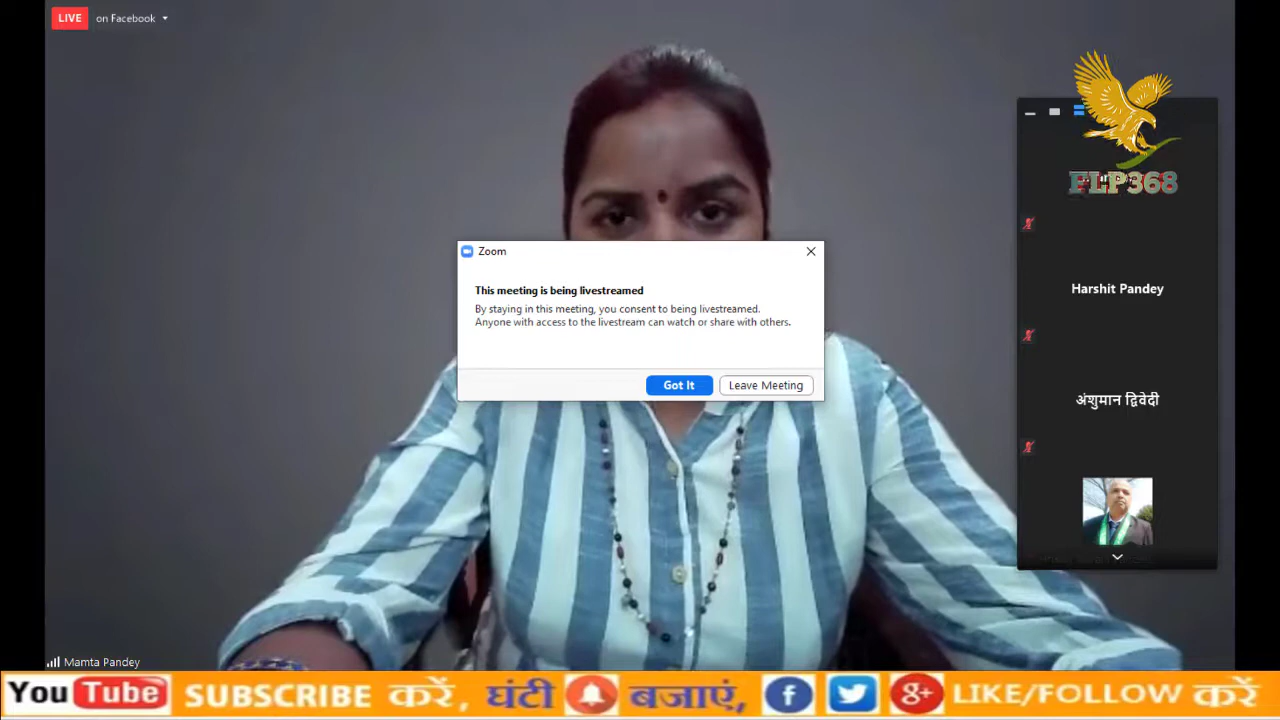 LIVE on Facebook
FLP368
Zoom
This meeting is being livestreamed
By staying in this meeting, you consent to being livestreamed.
Anyone with access to the livestream can watch or share with others.
Got It Leave Meeting
Harshit Pandey
अंशुमान द्विवेदी
Mamta Pandey
YouTube SUBSCRIBE करें, घंटी बजाएं, f 8+ LIKE/FOLLOW करें